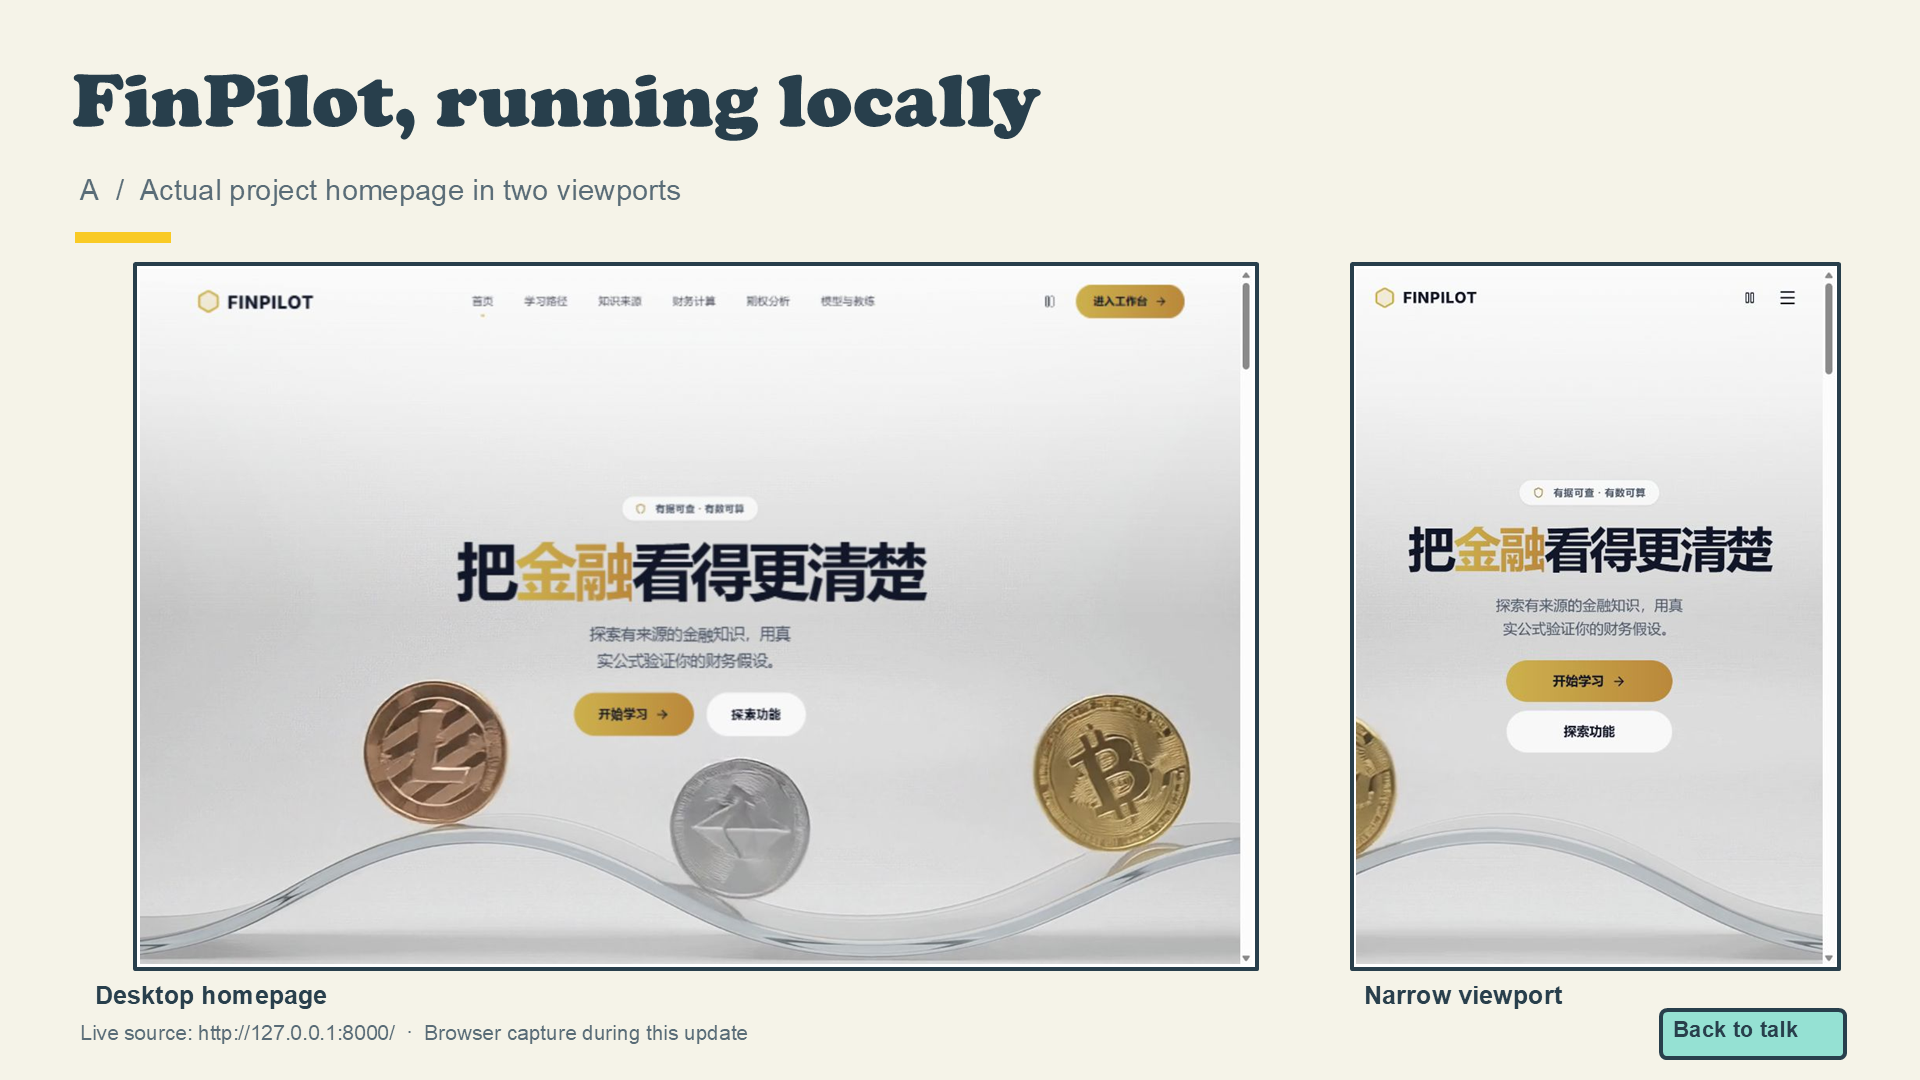 FinPilot, running locally
A / Actual project homepage in two viewports
FINPILOT
首页 学习路径 知识来源 财务计算 期权分析 模型与教练
进入工作台 →
有据可查 · 有数可算
把金融看得更清楚
探索有来源的金融知识，用真
实公式验证你的财务假设。
开始学习 →
探索功能
FINPILOT
有据可查 · 有数可算
把金融看得更清楚
探索有来源的金融知识，用真
实公式验证你的财务假设。
开始学习 →
探索功能
Desktop homepage
Narrow viewport
Live source: http://127.0.0.1:8000/ · Browser capture during this update
Back to talk